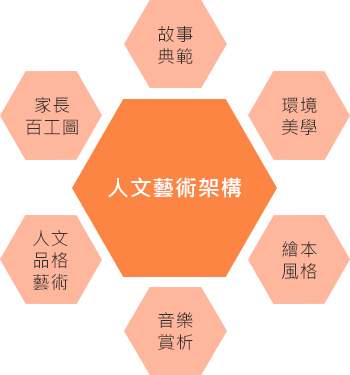 故事
典範
家長
百工圖
環境
美學
人文藝術架構
人文
品格
藝術
繪本
風格
音樂
賞析